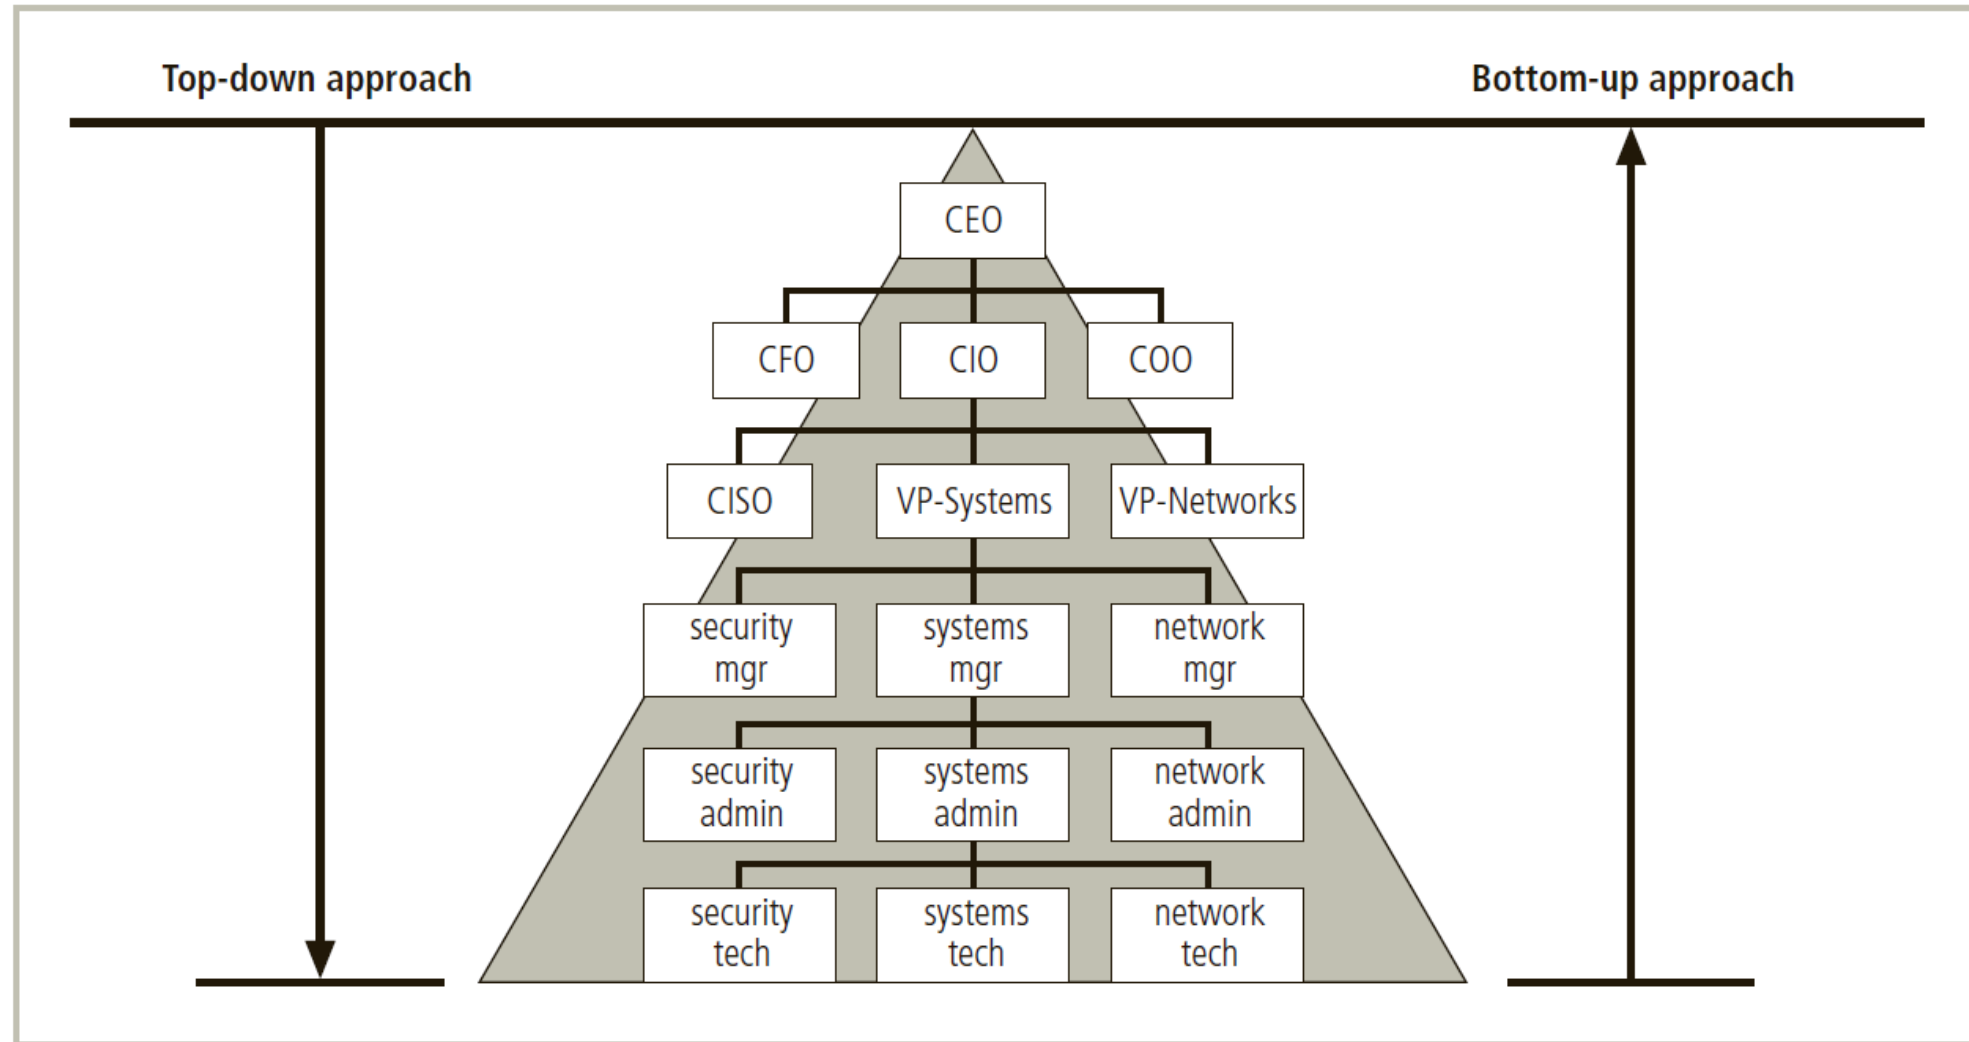 Top-down approach
Bottom-up approach
CEO
CFO
CIO
COO
CISO
VP-Systems
VP-Networks
security
mgr
systems
mgr
network
mgr
security
admin
systems
admin
network
admin
security
tech
systems
tech
network
tech